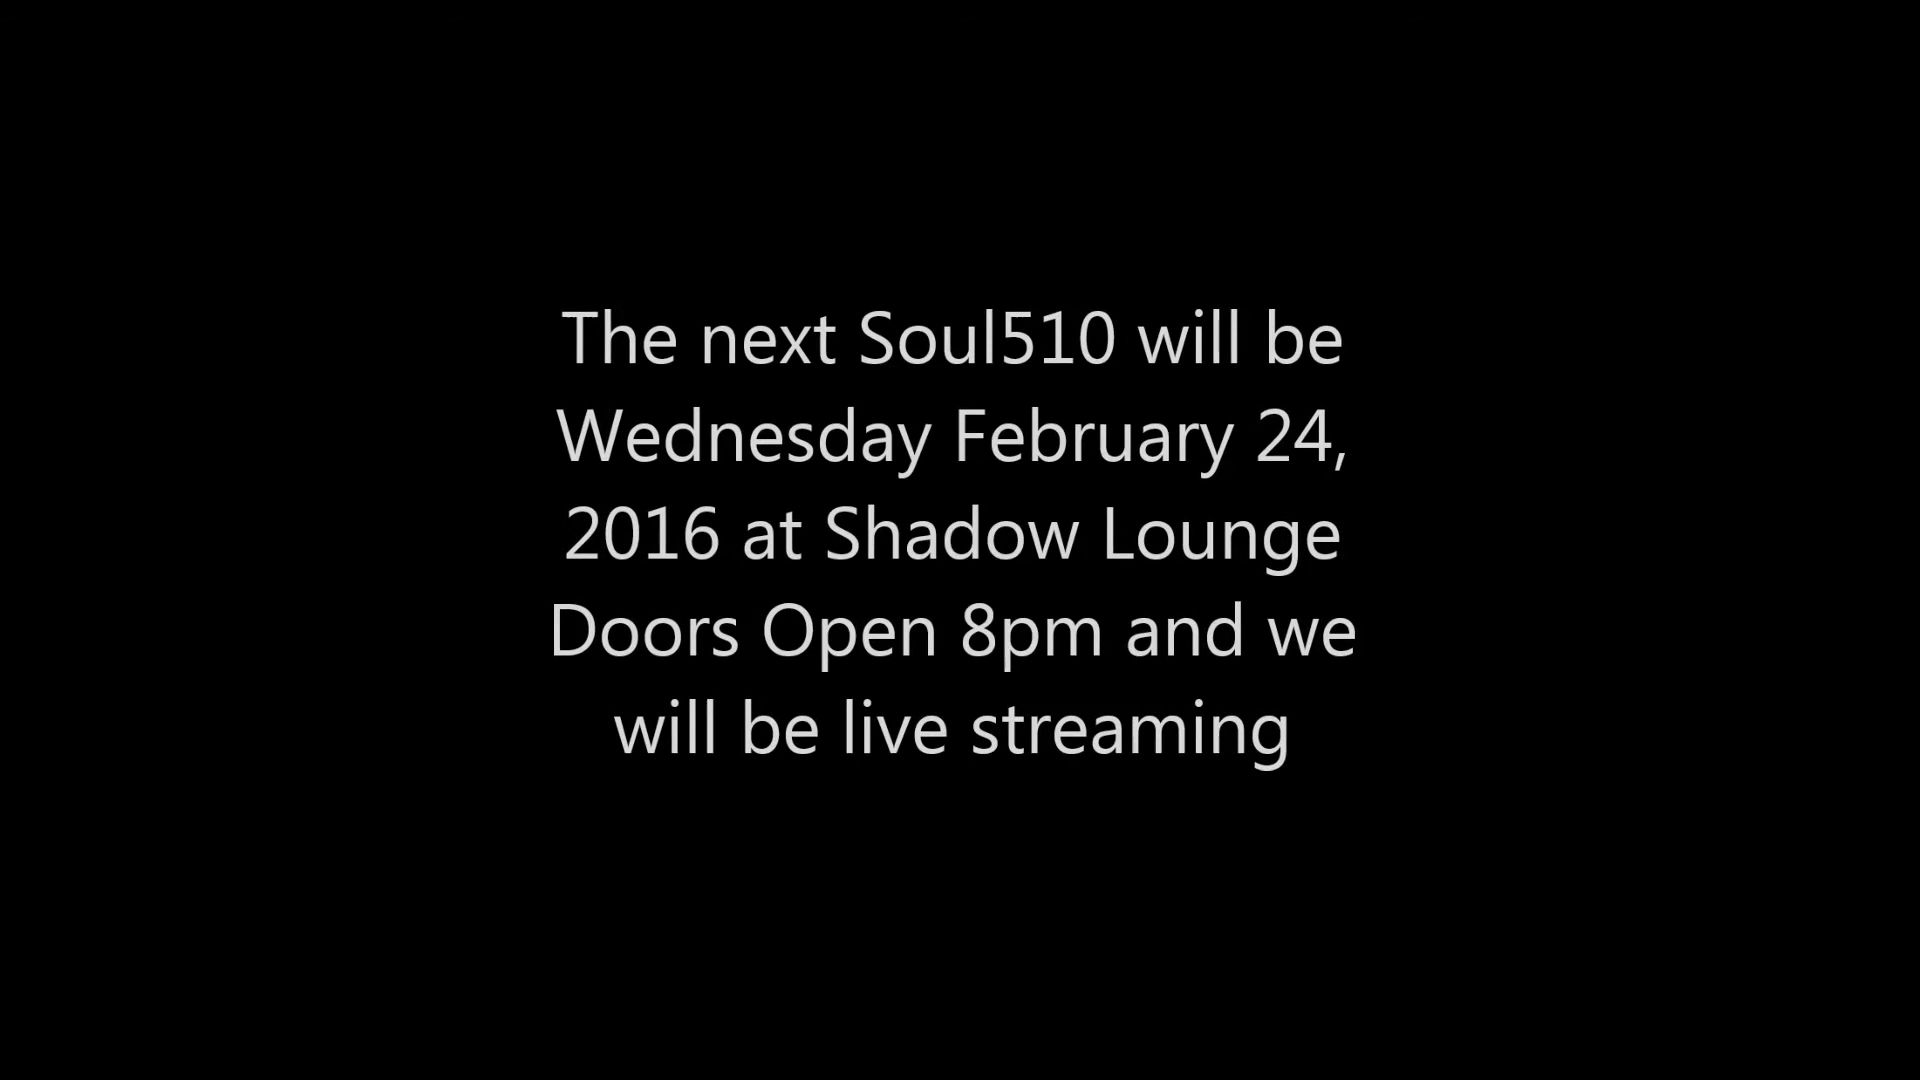 The next Soul510 will be
Wednesday February 24,
2016 at Shadow Lounge
Doors Open 8pm and we
will be live streaming